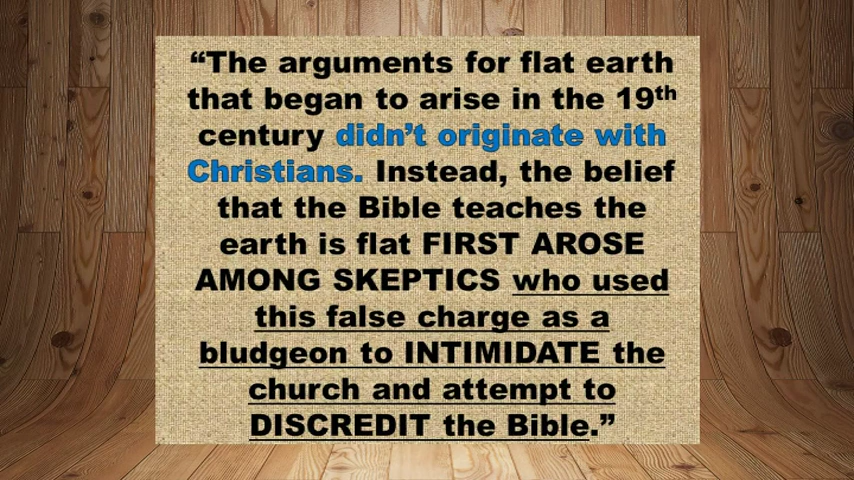 “The arguments for flat earth
that began to arise in the 19th
century didn’t originate with
Christians. Instead, the belief
that the Bible teaches the
earth is flat FIRST AROSE
AMONG SKEPTICS who used
this false charge as a
bludgeon to INTIMIDATE the
church and attempt to
DISCREDIT the Bible.”